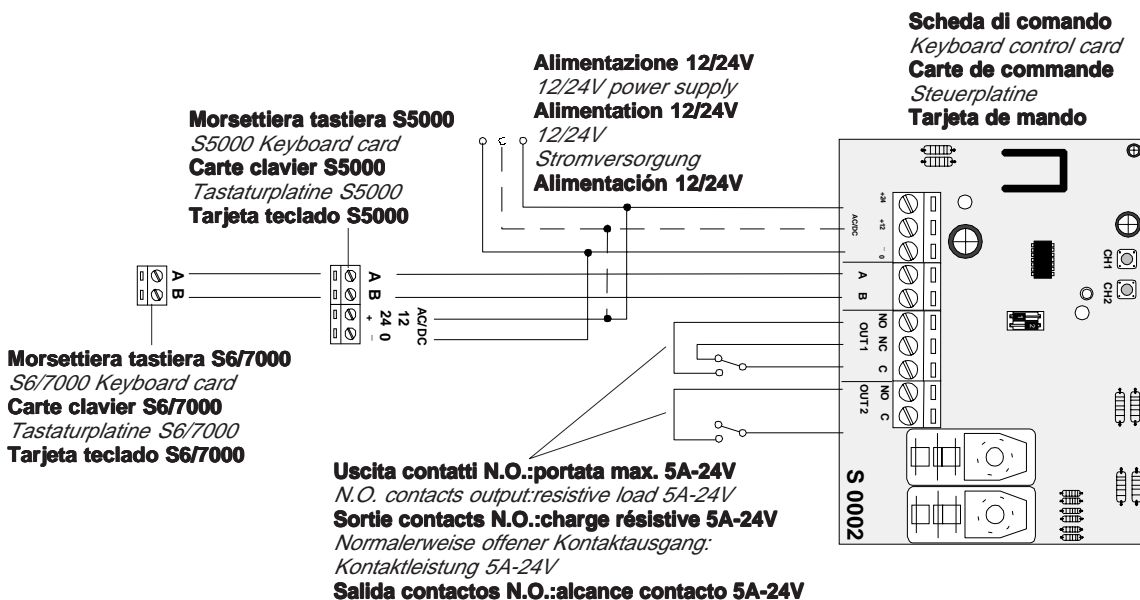 Scheda di comando
Keyboard control card
Carte de commande
Steuerplatine
Tarjeta de mando
Alimentazione 12/24V
12/24V power supply
Alimentation 12/24V
12/24V
Stromversorgung
Alimentación 12/24V
Morsettiera tastiera S5000
S5000 Keyboard card
Carte clavier S5000
Tastaturplatine S5000
Tarjeta teclado S5000
A
B
A
B
+ 24 12 AC/DC
– 0
Morsettiera tastiera S6/7000
S6/7000 Keyboard card
Carte clavier S6/7000
Tastaturplatine S6/7000
Tarjeta teclado S6/7000
AC/DC
+24
+12
– 0
A
B
OUT1
NO
NC
C
OUT2
NO
C
CH1
CH2
2
S 0002
Uscita contatti N.O.:portata max. 5A-24V
N.O. contacts output:resistive load 5A-24V
Sortie contacts N.O.:charge résistive 5A-24V
Normalerweise offener Kontaktausgang:
Kontaktleistung 5A-24V
Salida contactos N.O.:alcance contacto 5A-24V